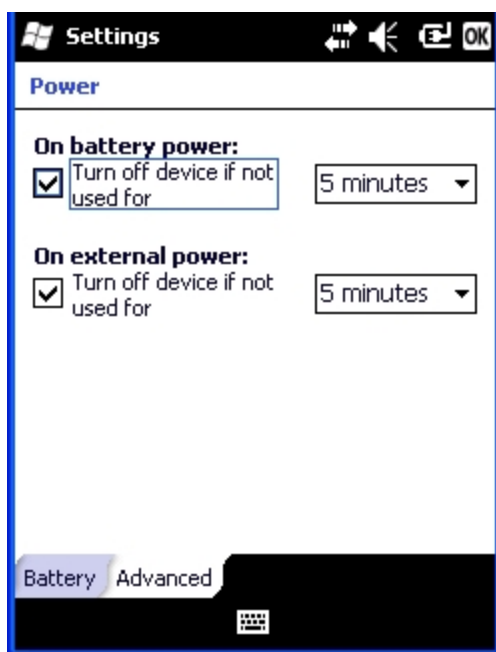 Settings
OK
Power
On battery power:
Turn off device if not
used for
5 minutes
On external power:
Turn off device if not
used for
5 minutes
Battery Advanced